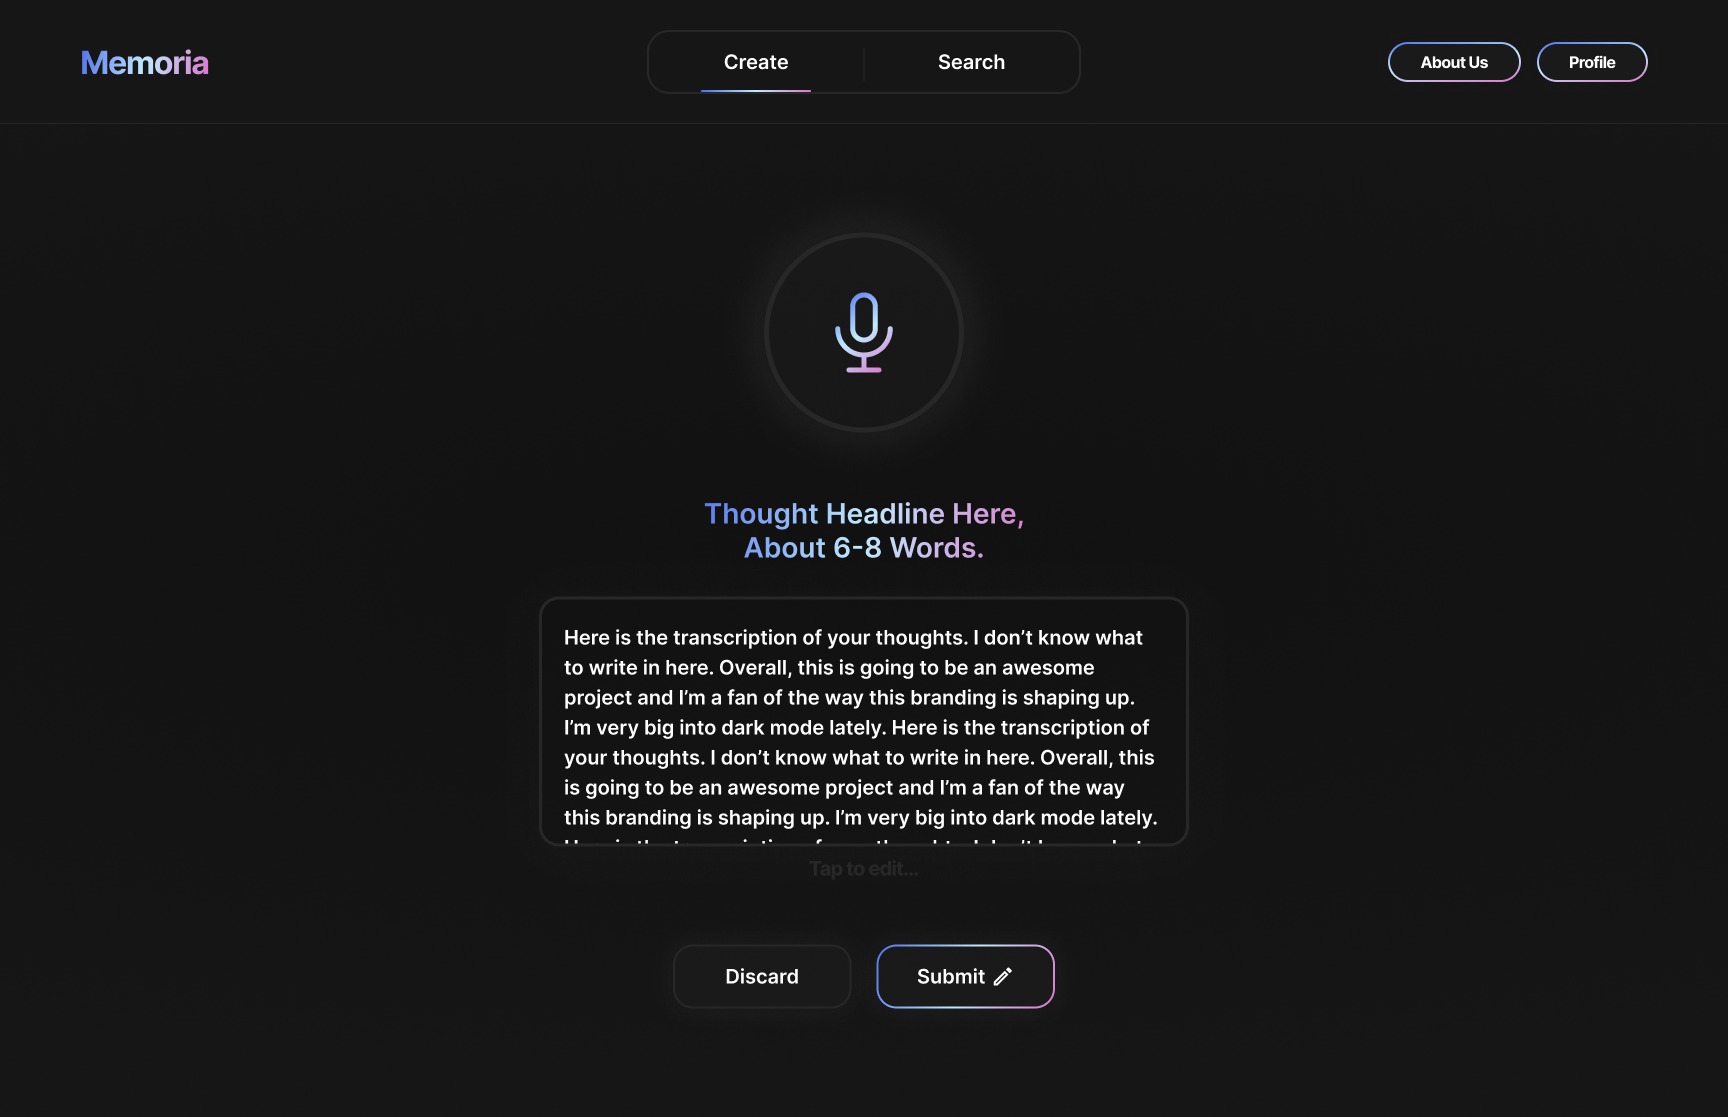 Memoria
Create
Search
About Us
Profile
Thought Headline Here,
About 6-8 Words.
Here is the transcription of your thoughts. I don’t know what
to write in here. Overall, this is going to be an awesome
project and I’m a fan of the way this branding is shaping up.
I’m very big into dark mode lately. Here is the transcription of
your thoughts. I don’t know what to write in here. Overall, this
is going to be an awesome project and I’m a fan of the way
this branding is shaping up. I’m very big into dark mode lately.
Tap to edit...
Discard
Submit